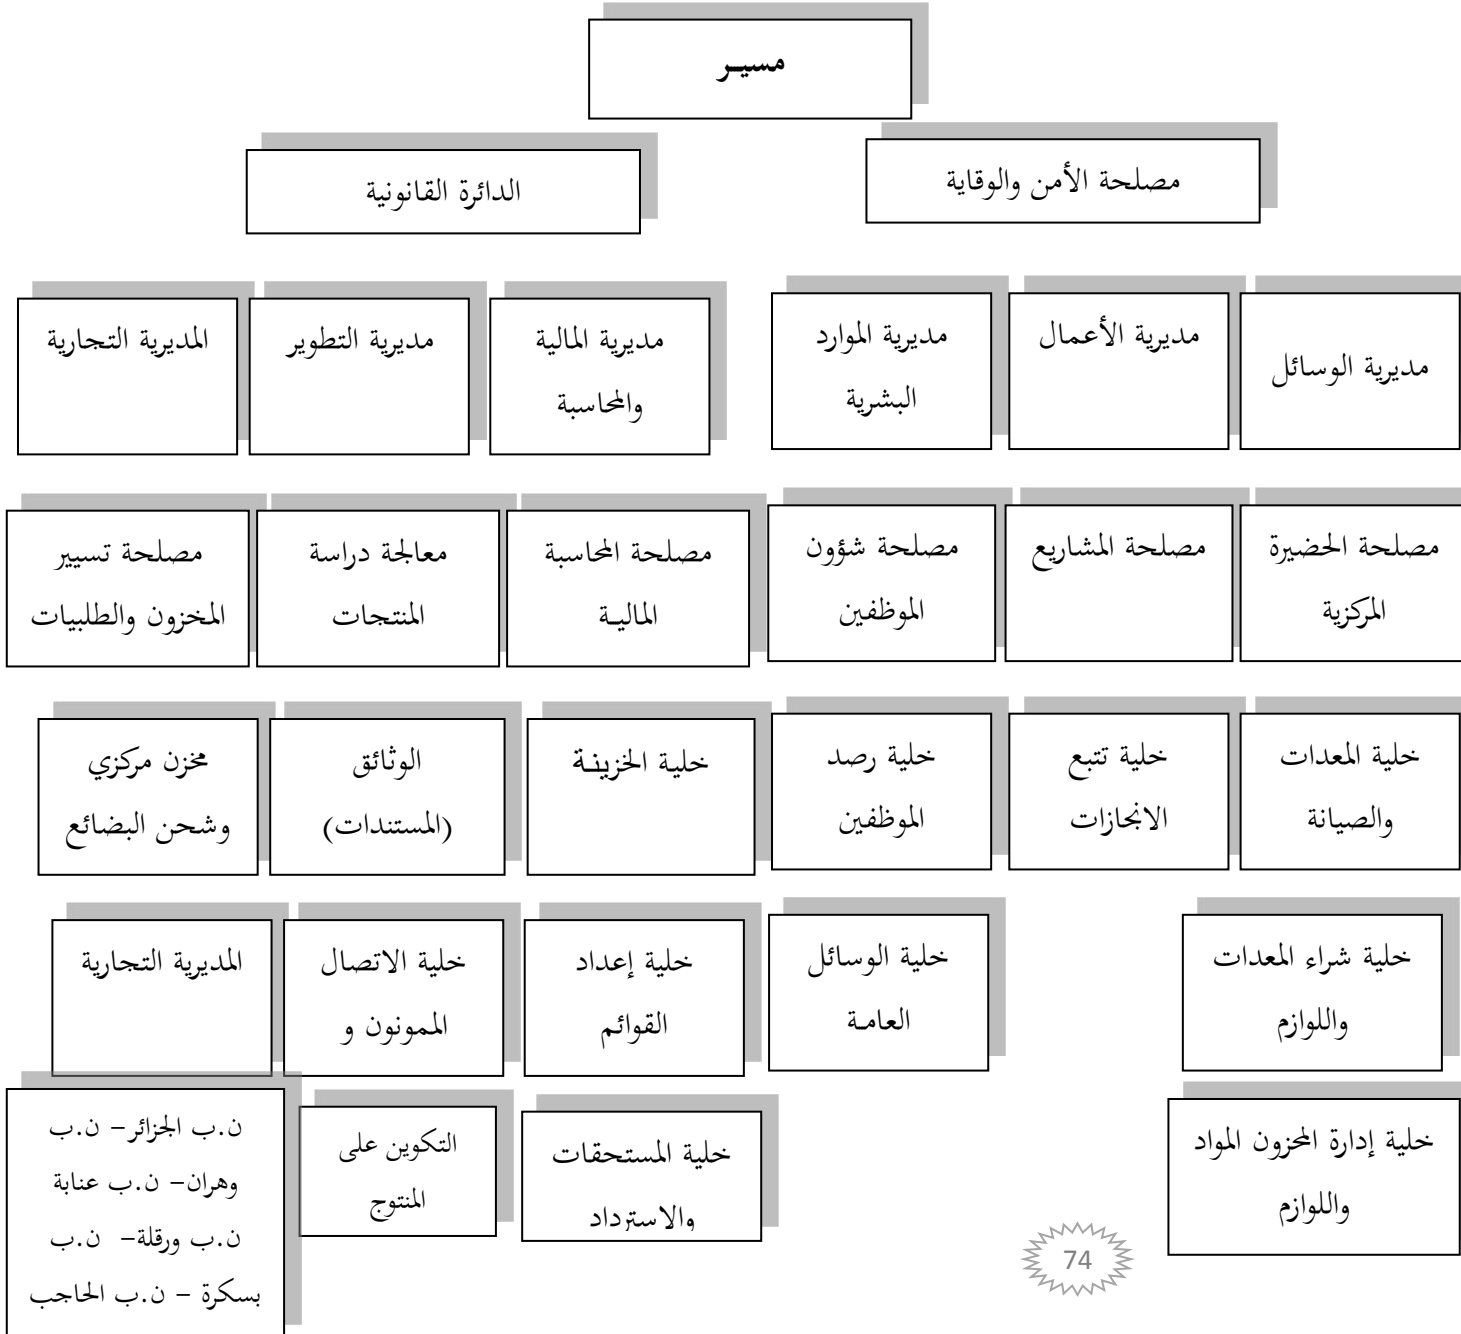 مسيـر
مصلحة الأمن والوقاية
الدائرة القانونية
مديرية الوسائل
مديرية الأعمال
مديرية الموارد
البشرية
مديرية المالية
والمحاسبة
مديرية التطوير
المديرية التجارية
مصلحة الحضيرة
المركزية
مصلحة المشاريع
مصلحة شؤون
الموظفين
مصلحة المحاسبة
الماليـة
معالجة دراسة
المنتجات
مصلحة تسيير
المخزون والطلبيات
خلية المعدات
والصيانة
خلية تتبع
الانجازات
خلية رصد
الموظفين
خلية الخزينـة
الوثائق
(المستندات)
مخزن مركزي
وشحن البضائع
خلية شراء المعدات
واللوازم
خلية الوسائل
العامـة
خلية إعداد
القوائم
خلية الاتصال
الممونون و
المديرية التجارية
خلية إدارة المخزون المواد
واللوازم
خلية المستحقات
والاسترداد
التكوين على
المنتوج
ن.ب الجزائر– ن.ب
وهران– ن.ب عنابة
ن.ب ورقلة– ن.ب
بسكرة – ن.ب الحاجب
74